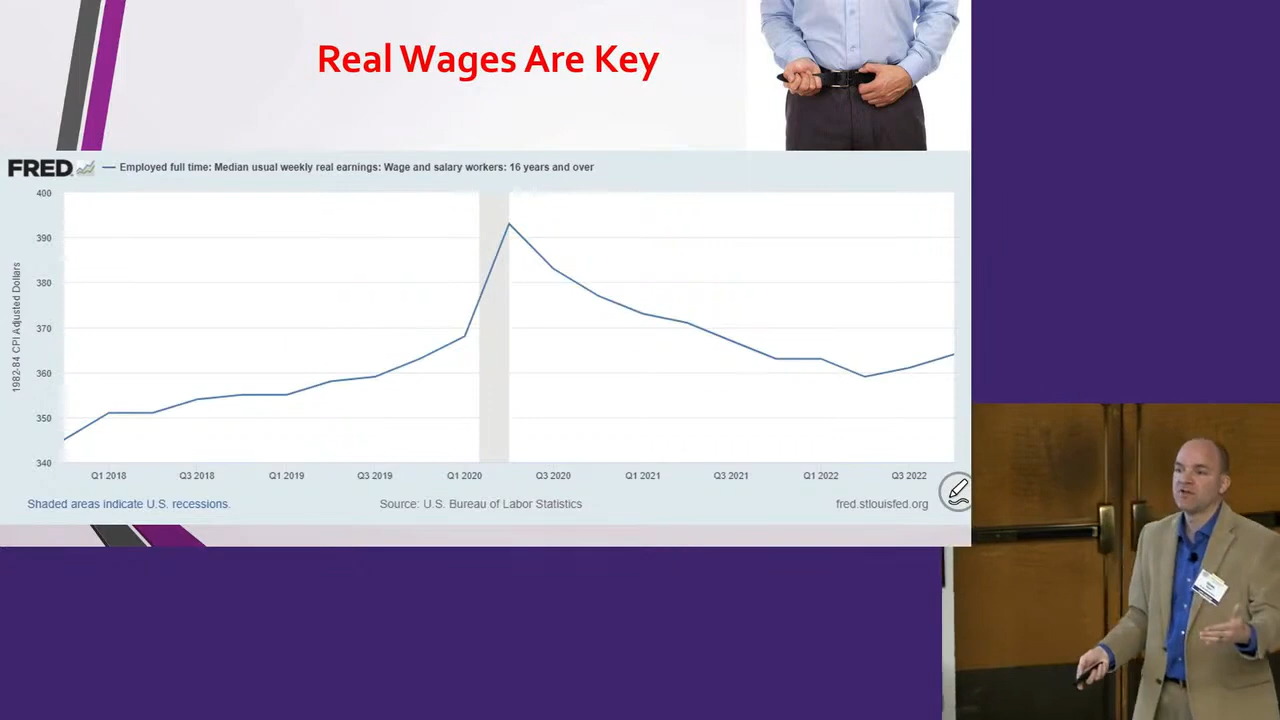 Real Wages Are Key
FRED
Employed full time: Median usual weekly real earnings: Wage and salary workers: 16 years and over
400
390
380
370
360
350
340
1982-84 CPI Adjusted Dollars
Q1 2018
Q3 2018
Q1 2019
Q3 2019
Q1 2020
Q3 2020
Q1 2021
Q3 2021
Q1 2022
Q3 2022
Shaded areas indicate U.S. recessions.
Source: U.S. Bureau of Labor Statistics
fred.stlouisfed.org